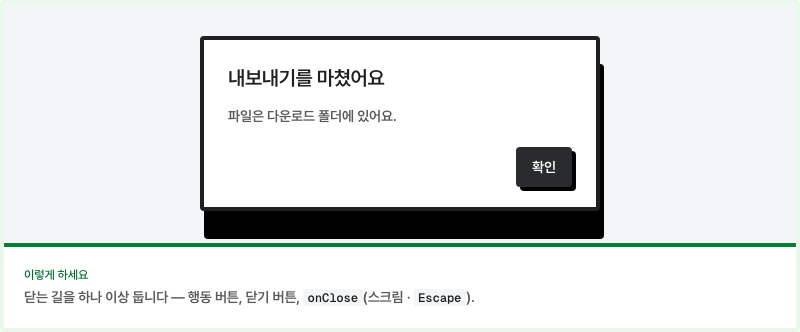 내보내기를 마쳤어요
파일은 다운로드 폴더에 있어요.
확인
이렇게 하세요
닫는 길을 하나 이상 둡니다 — 행동 버튼, 닫기 버튼, onClose (스크림 · Escape ).